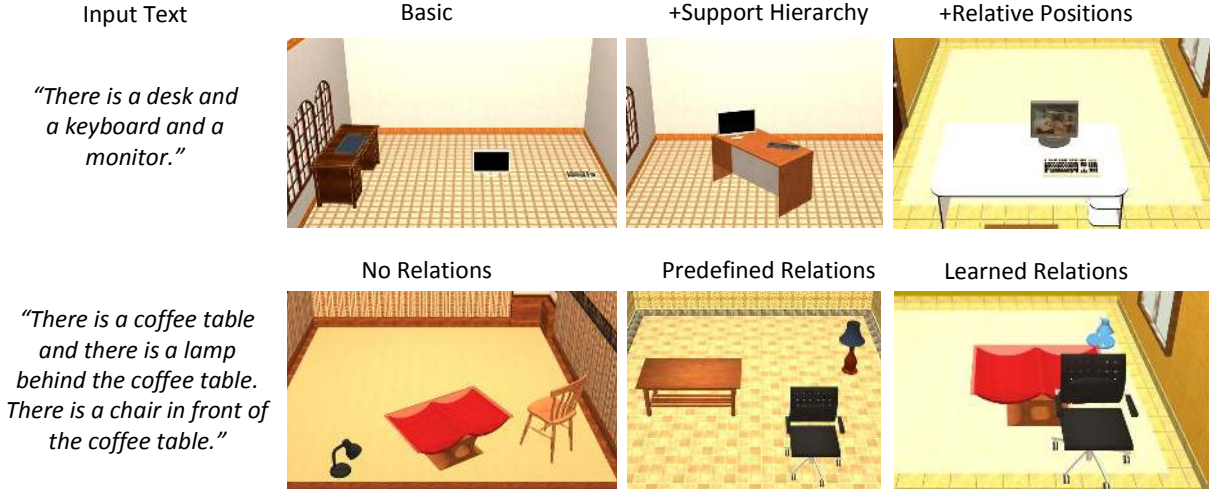 Input Text
Basic
+Support Hierarchy
+Relative Positions
“There is a desk and
a keyboard and a
monitor.”
No Relations
Predefined Relations
Learned Relations
“There is a coffee table
and there is a lamp
behind the coffee table.
There is a chair in front of
the coffee table.”